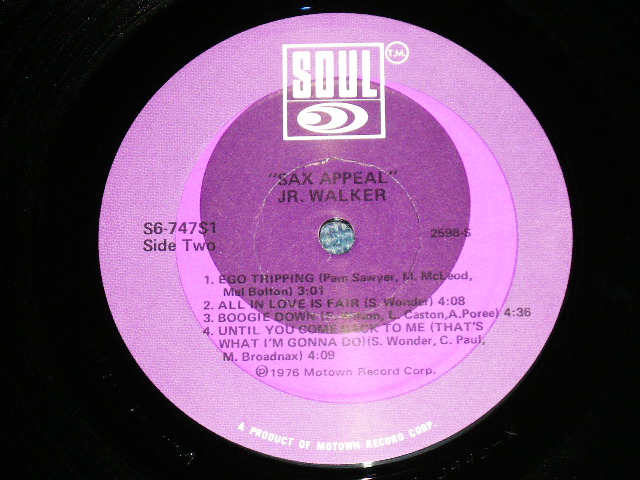 SOUL T.M.
"SAX APPEAL"
JR. WALKER
S6-747S1
Side Two
2598-S
1. EGO TRIPPING (Pam Sawyer, M. McLeod,
Mel Bolton) 3:01
2. ALL IN LOVE IS FAIR (S. Wonder) 4:08
3. BOOGIE DOWN ( L. Caston, A.Poree) 4:36
4. UNTIL YOU COME BACK TO ME (THAT'S
WHAT I'M GONNA DO)(S. Wonder, C. Paul,
M. Broadnax) 4:09
℗1976 Motown Record Corp.
A PRODUCT OF MOTOWN RECORD CORP.